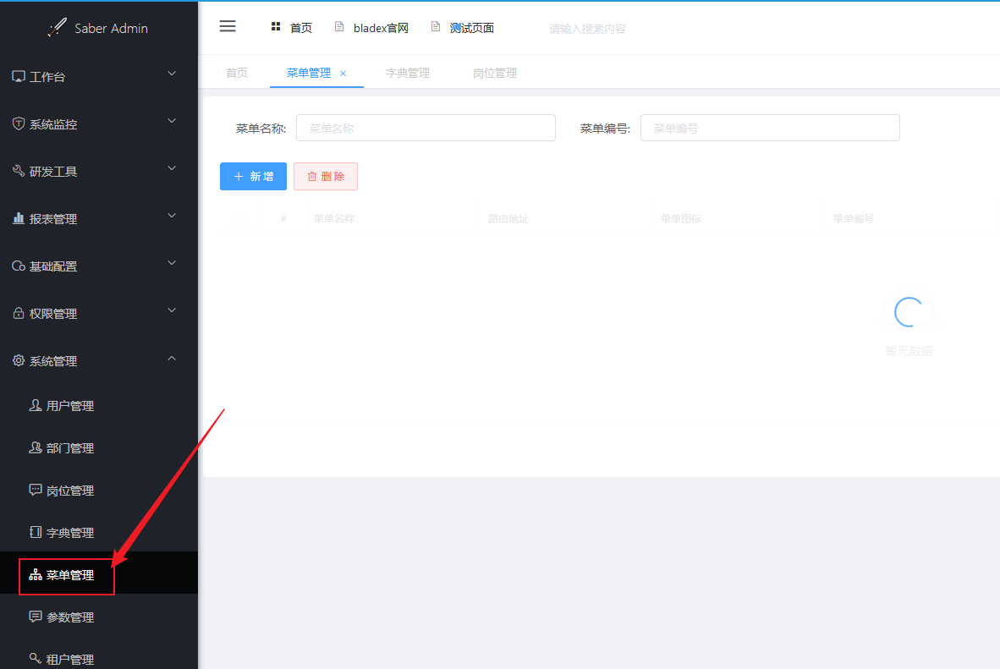 Saber Admin
工作台
系统监控
研发工具
报表管理
基础配置
权限管理
系统管理
用户管理
部门管理
岗位管理
字典管理
菜单管理
参数管理
租户管理
首页 bladex官网 测试页面 请输入搜索内容
首页 菜单管理 × 字典管理 岗位管理
菜单名称: 菜单名称 菜单编号: 菜单编号
+ 新 增 删 除
# 菜单名称 路由地址 菜单图标 菜单编号
暂无数据